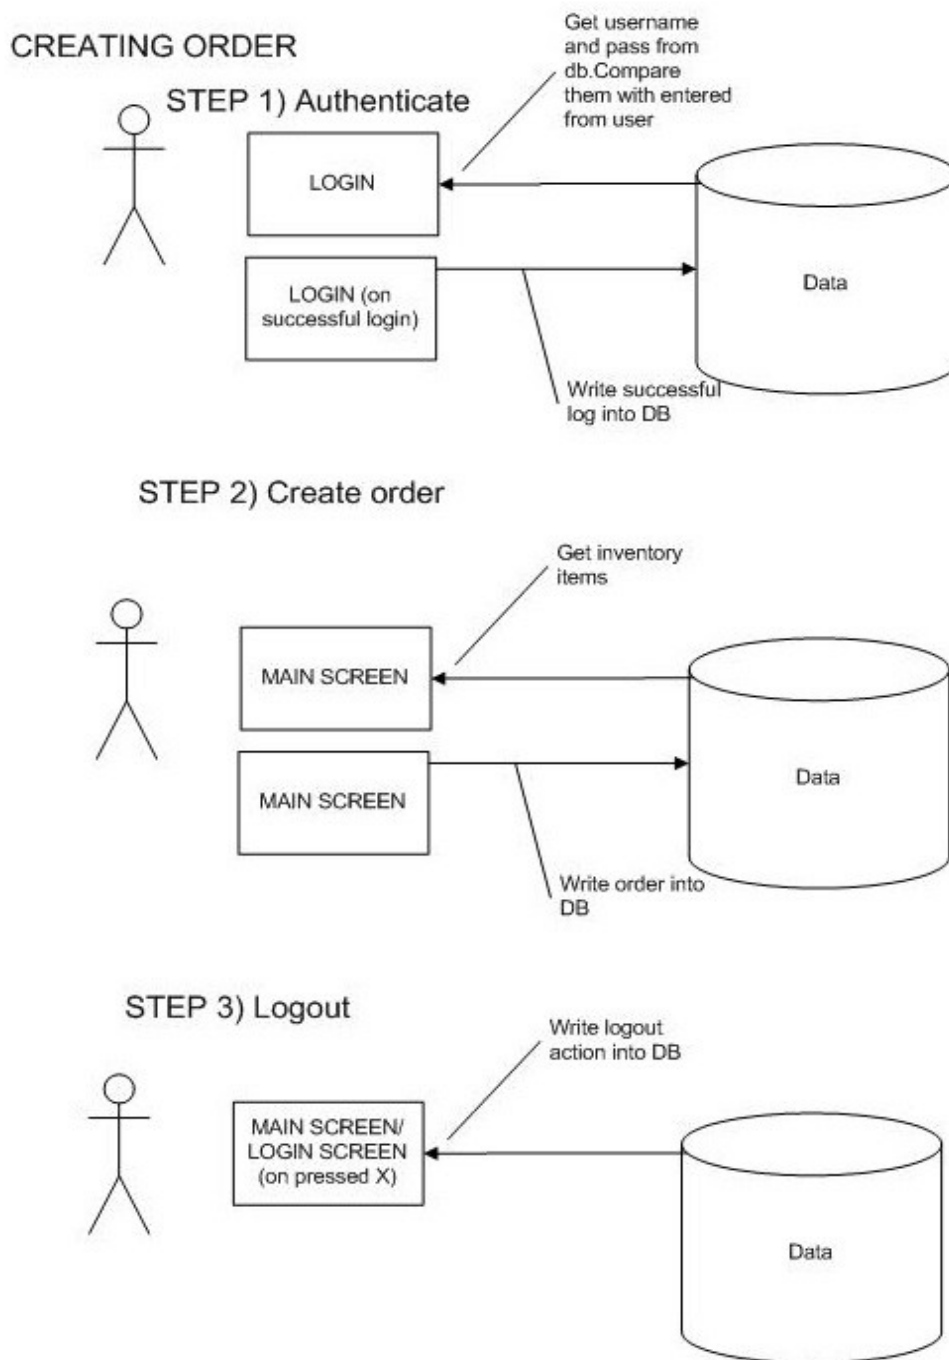 CREATING ORDER
Get username
and pass from
db.Compare
them with entered
from user
STEP 1) Authenticate
LOGIN
Data
LOGIN (on
successful login)
Write successful
log into DB
STEP 2) Create order
Get inventory
items
MAIN SCREEN
Data
MAIN SCREEN
Write order into
DB
STEP 3) Logout
Write logout
action into DB
MAIN SCREEN/
LOGIN SCREEN
(on pressed X)
Data